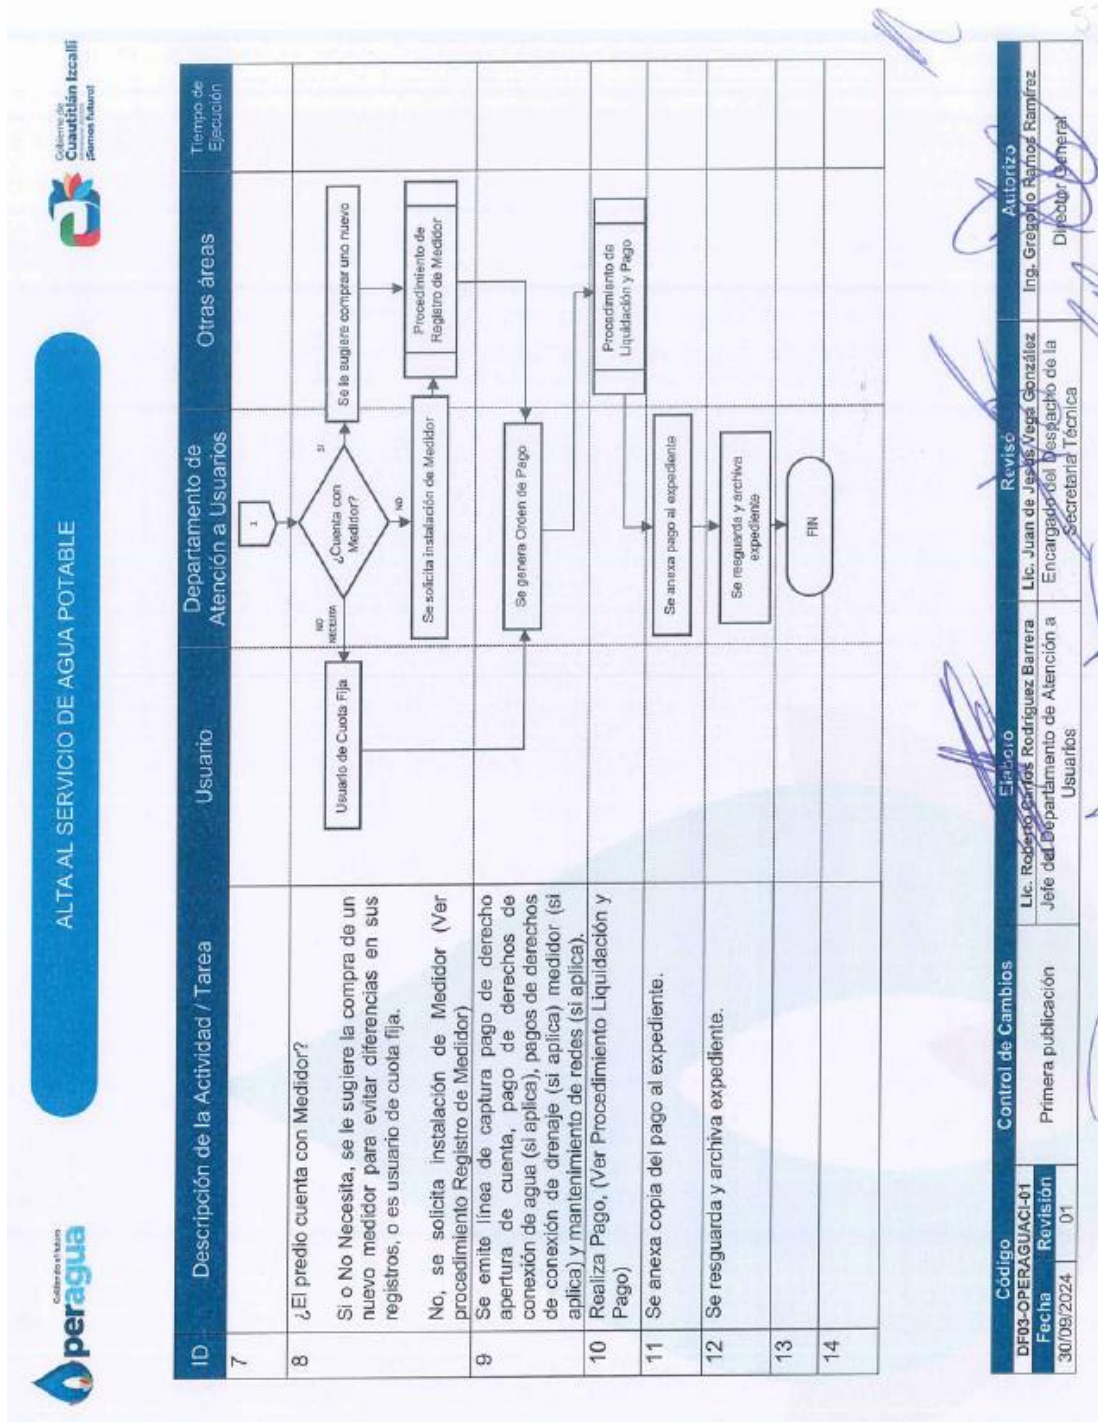 Cuidando el futuro
Operagua
ALTA AL SERVICIO DE AGUA POTABLE
Gobierno de
Cuautitlán Izcalli
¡Somos futuro!
ID
Descripción de la Actividad / Tarea
Usuario
Departamento de
Atención a Usuarios
Otras áreas
Tiempo de
Ejecución
7
1
8
¿El predio cuenta con Medidor?
Si o No Necesita, se le sugiere la compra de un
nuevo medidor para evitar diferencias en sus
registros, o es usuario de cuota fija.
No, se solicita instalación de Medidor (Ver
procedimiento Registro de Medidor)
Usuario de Cuota Fija
NO
NECESITA
¿Cuenta con
Medidor?
SI
NO
Se le sugiere comprar uno nuevo
Se solicita instalación de Medidor
Procedimiento de
Registro de Medidor
9
Se emite línea de captura pago de derecho
apertura de cuenta, pago de derechos de
conexión de agua (si aplica), pagos de derechos
de conexión de drenaje (si aplica) medidor (si
aplica) y mantenimiento de redes (si aplica).
Se genera Orden de Pago
10
Realiza Pago, (Ver Procedimiento Liquidación y
Pago)
Procedimiento de
Liquidación y Pago
11
Se anexa copia del pago al expediente.
Se anexa pago al expediente
12
Se resguarda y archiva expediente.
Se resguarda y archiva
expediente
13
FIN
14
Código
Control de Cambios
Elaboró
Revisó
Autorizó
DF03-OPERAGUACI-01
Fecha
Revisión
30/09/2024
01
Primera publicación
Lic. Roberto Carlos Rodríguez Barrera
Jefe del Departamento de Atención a
Usuarios
Lic. Juan de Jesús Vega González
Encargado del Despacho de la
Secretaría Técnica
Ing. Gregorio Ramos Ramírez
Director General